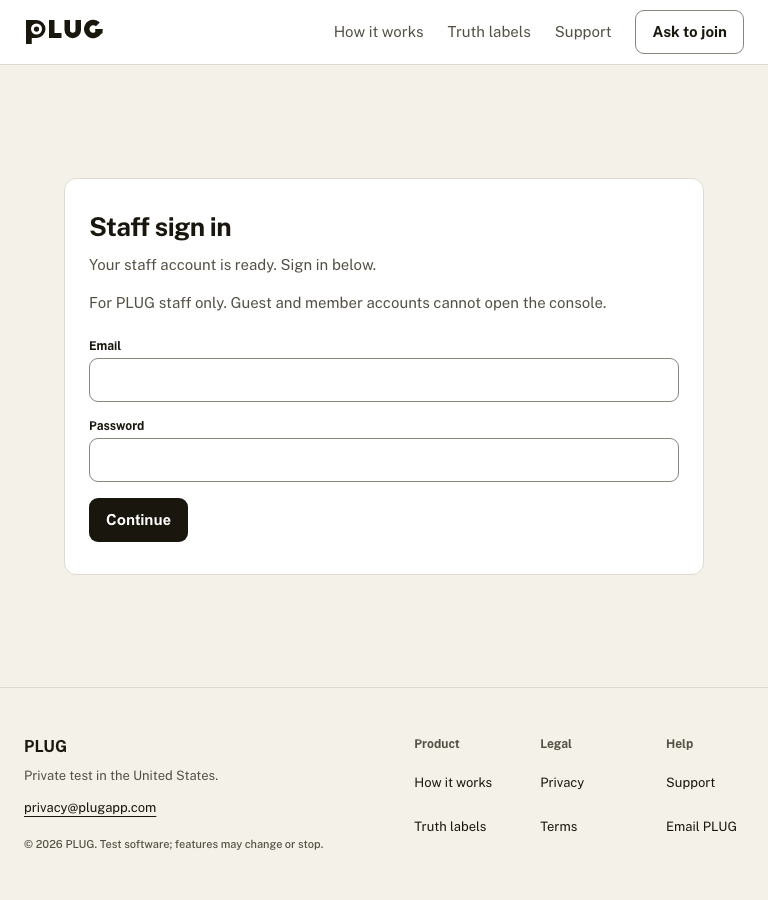 PLUG
How it works
Truth labels
Support
Ask to join
Staff sign in
Your staff account is ready. Sign in below.
For PLUG staff only. Guest and member accounts cannot open the console.
Email
Password
Continue
PLUG
Private test in the United States.
privacy@plugapp.com
© 2026 PLUG. Test software; features may change or stop.
Product
How it works
Truth labels
Legal
Privacy
Terms
Help
Support
Email PLUG